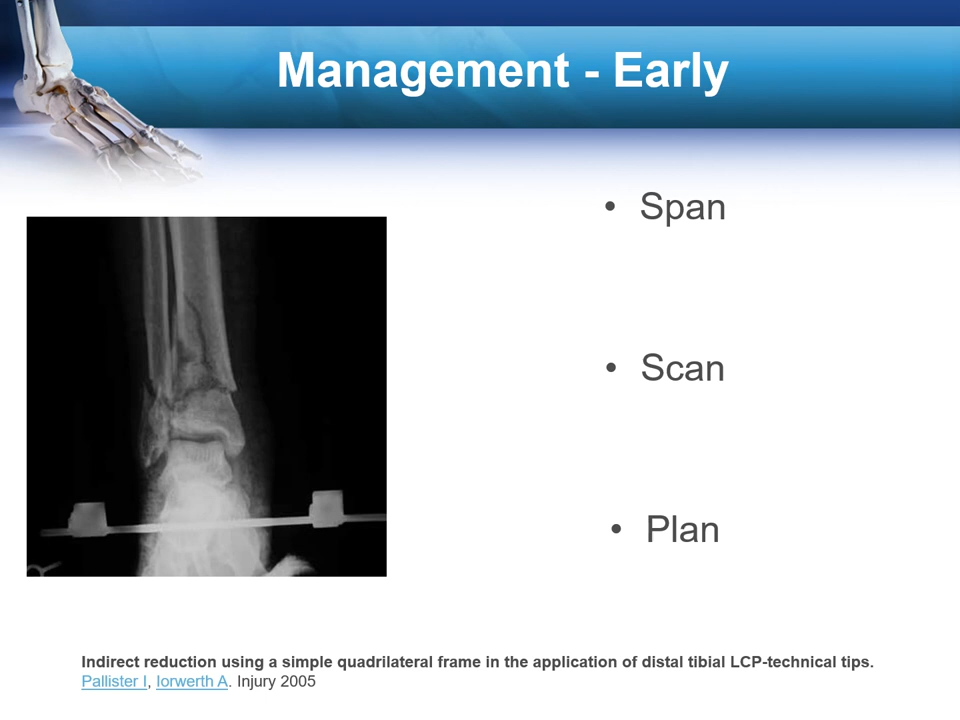 Management - Early
• Span
• Scan
• Plan
Indirect reduction using a simple quadrilateral frame in the application of distal tibial LCP-technical tips.
Pallister I, Iorwerth A. Injury 2005